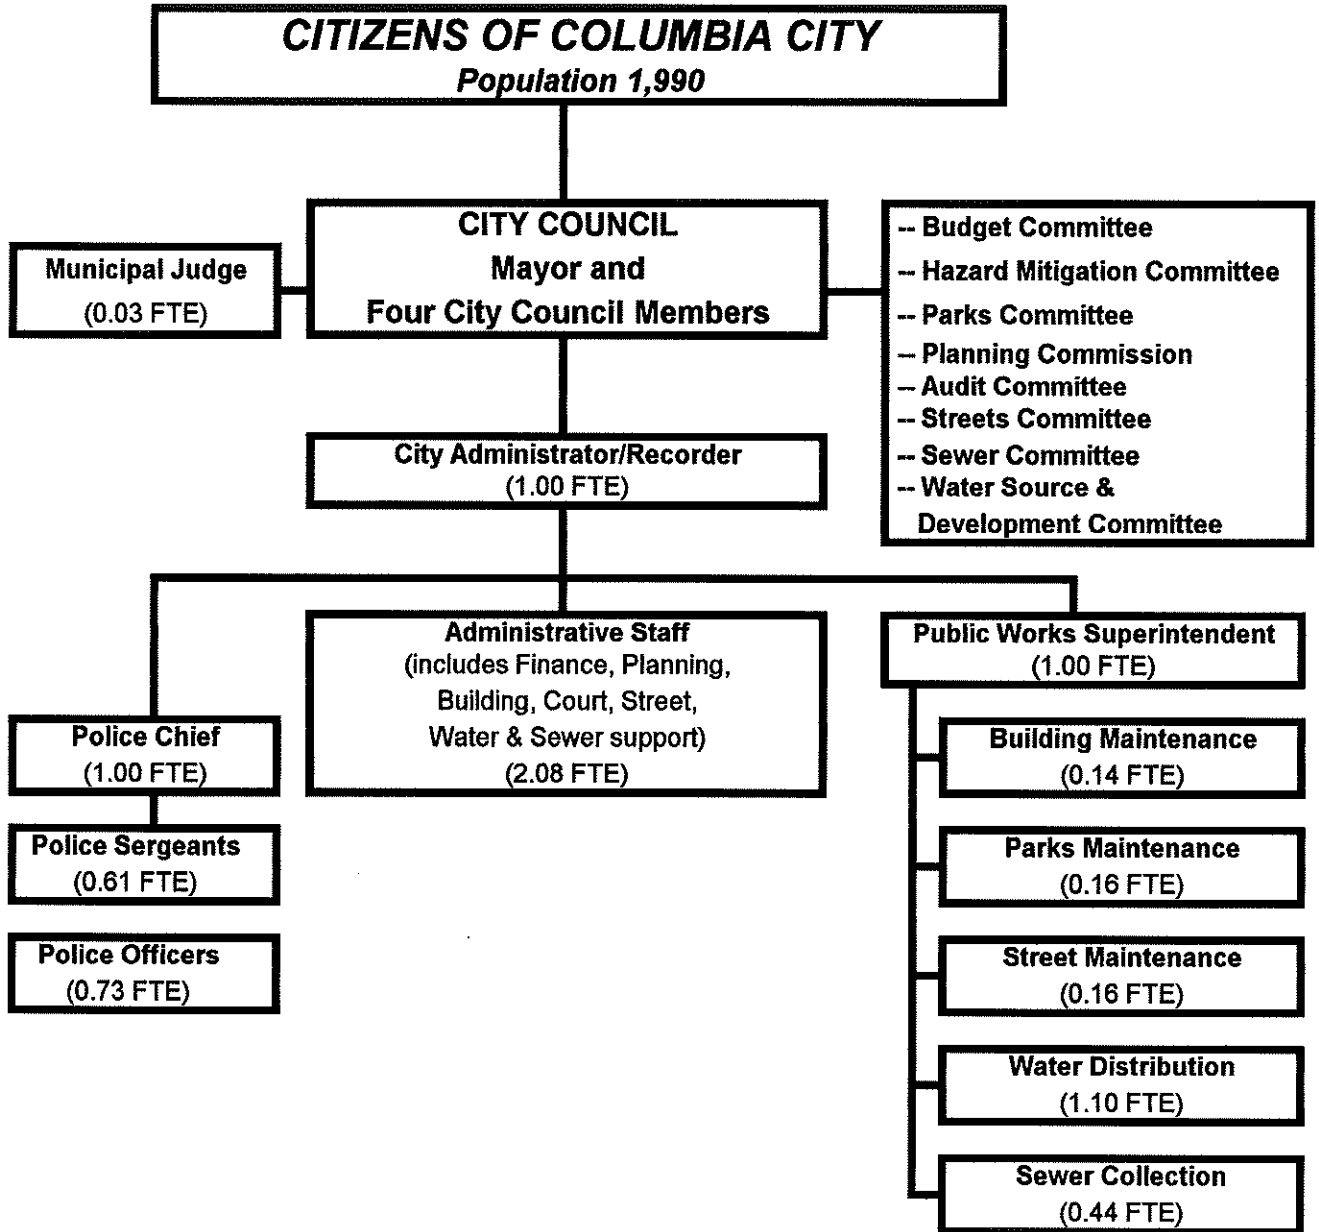 CITIZENS OF COLUMBIA CITY
Population 1,990
CITY COUNCIL
Mayor and
Four City Council Members
Municipal Judge
(0.03 FTE)
-- Budget Committee
-- Hazard Mitigation Committee
-- Parks Committee
-- Planning Commission
-- Audit Committee
-- Streets Committee
-- Sewer Committee
-- Water Source &
Development Committee
City Administrator/Recorder
(1.00 FTE)
Police Chief
(1.00 FTE)
Police Sergeants
(0.61 FTE)
Police Officers
(0.73 FTE)
Administrative Staff
(includes Finance, Planning,
Building, Court, Street,
Water & Sewer support)
(2.08 FTE)
Public Works Superintendent
(1.00 FTE)
Building Maintenance
(0.14 FTE)
Parks Maintenance
(0.16 FTE)
Street Maintenance
(0.16 FTE)
Water Distribution
(1.10 FTE)
Sewer Collection
(0.44 FTE)